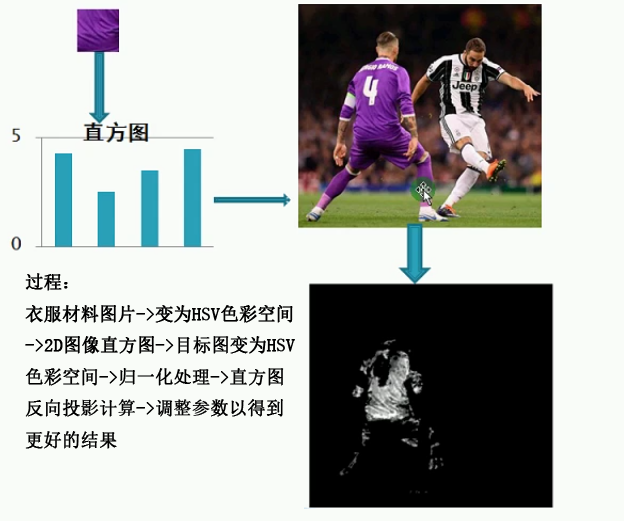 直方图
5
0
SERGIO RAMOS
4
Jeep
过程:
衣服材料图片->变为HSV色彩空间
->2D图像直方图->目标图变为HSV
色彩空间->归一化处理->直方图
反向投影计算->调整参数以得到
更好的结果